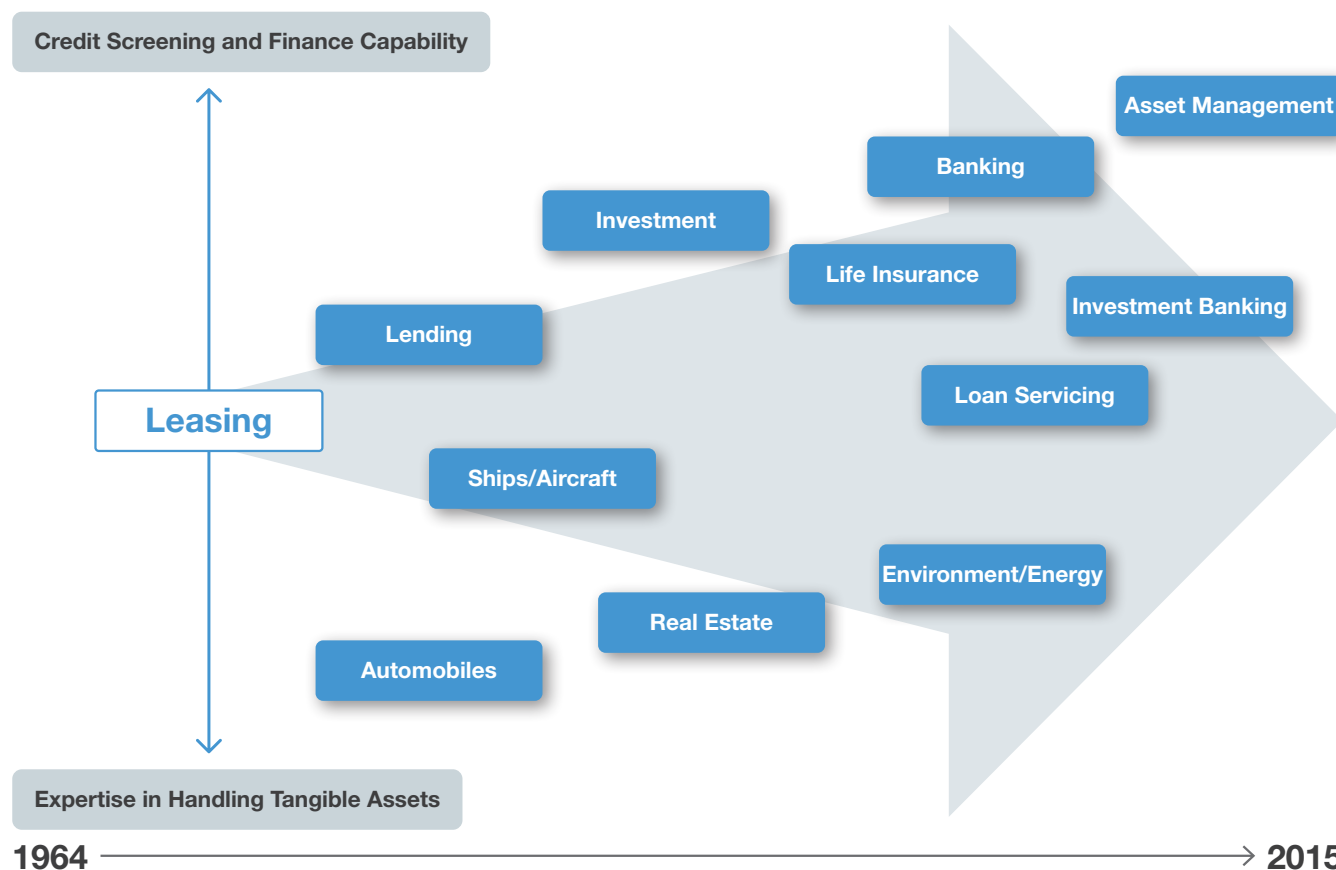 Credit Screening and Finance Capability
Asset Management
Banking
Investment
Life Insurance
Investment Banking
Lending
Loan Servicing
Leasing
Ships/Aircraft
Environment/Energy
Real Estate
Automobiles
Expertise in Handling Tangible Assets
1964
2015